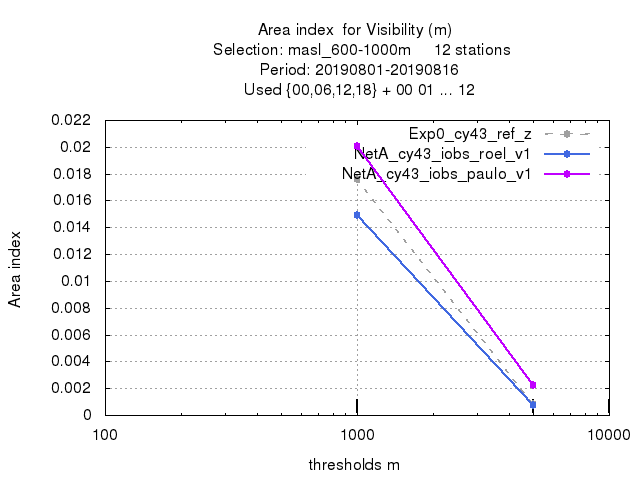 Area index  for Visibility (m)
Selection: masl_600-1000m     12 stations
Period: 20190801-20190816
Used {00,06,12,18} + 00 01 ... 12
Exp0_cy43_ref_z
NetA_cy43_iobs_roel_v1
NetA_cy43_iobs_paulo_v1
Area index
0.022
0.02
0.018
0.016
0.014
0.012
0.01
0.008
0.006
0.004
0.002
0
100
1000
10000
thresholds m